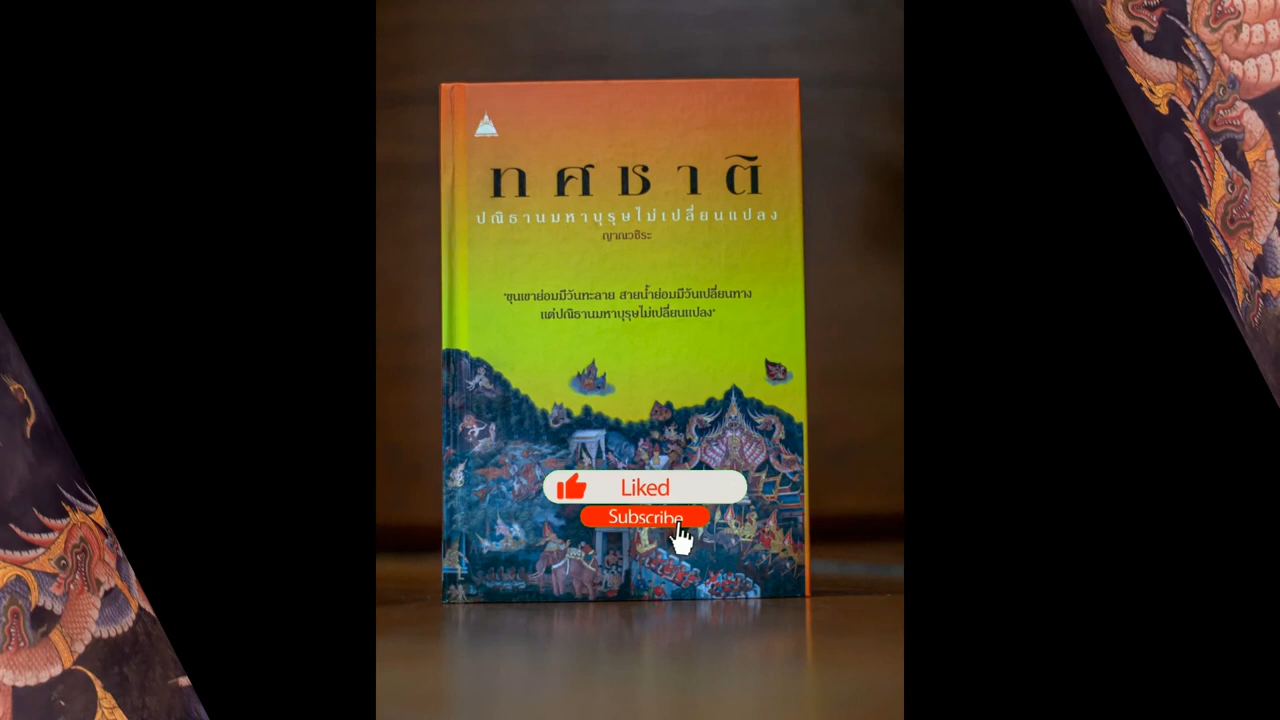 ทศชาติ
ปณิธานมหาบุรุษไม่เปลี่ยนแปลง
ญาณวชิระ
"ขุนเขาย่อมมีวันทะลาย สายน้ำย่อมมีวันเปลี่ยนทาง
แต่ปณิธานมหาบุรุษไม่เปลี่ยนแปลง"
Liked
Subscribe